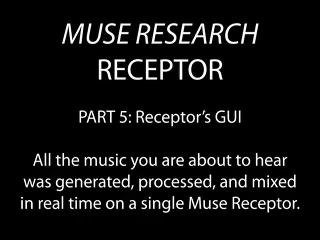 MUSE RESEARCH
RECEPTOR
PART 5: Receptor’s GUI
All the music you are about to hear
was generated, processed, and mixed
in real time on a single Muse Receptor.